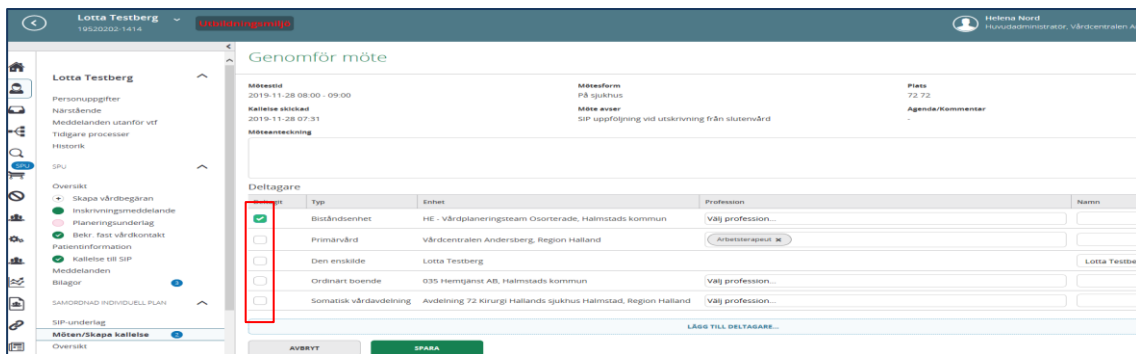 Lotta Testberg
19520202-1414
Utbildningsmiljö
Helena Nord
Huvudadministratör, Vårdcentralen A
Lotta Testberg
Personuppgifter
Närstående
Meddelanden utanför vtf
Tidigare processer
Historik
SPU
SPU
Översikt
Skapa vårdbegäran
Inskrivningsmeddelande
Planeringsunderlag
Bekr. fast vårdkontakt
Patientinformation
Kallelse till SIP
Meddelanden
Bilagor
SAMORDNAD INDIVIDUELL PLAN
SIP-underlag
Möten/Skapa kallelse
Översikt
Genomför möte
Mötestid Mötesform Plats
2019-11-28 08:00 - 09:00 På sjukhus 72 72
Kallelse skickad Möte avser Agenda/Kommentar
2019-11-28 07:31 SIP uppföljning vid utskrivning från slutenvård -
Mötesanteckning
Deltagare
Deltagit Typ Enhet Profession Namn
Biståndsenhet HE - Vårdplaneringsteam Osorterade, Halmstads kommun Välj profession...
Primärvård Vårdcentralen Andersberg, Region Halland Arbetsterapeut x
Den enskilde Lotta Testberg Lotta Testbe
Ordinärt boende 035 Hemtjänst AB, Halmstads kommun Välj profession...
Somatisk vårdavdelning Avdelning 72 Kirurgi Hallands sjukhus Halmstad, Region Halland Välj profession...
LÄGG TILL DELTAGARE...
AVBRYT SPARA